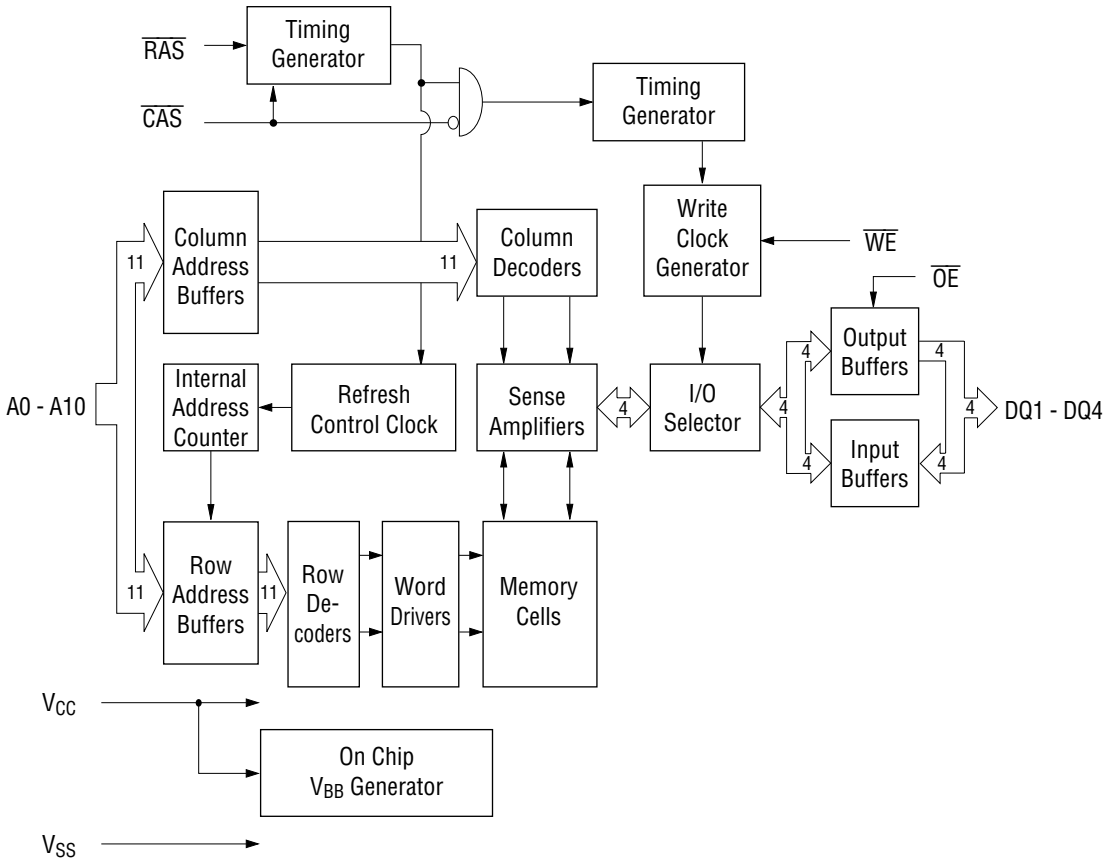 RAS
Timing
Generator
CAS
Timing
Generator
Write
Clock
Generator
WE
OE
Column
Address
Buffers
11
11
Column
Decoders
Output
Buffers
4
4
A0 - A10
Internal
Address
Counter
Refresh
Control Clock
Sense
Amplifiers
4
I/O
Selector
4
4
DQ1 - DQ4
Input
Buffers
4
4
11
Row
Address
Buffers
11
Row
De-
coders
Word
Drivers
Memory
Cells
VCC
On Chip
VBB Generator
VSS